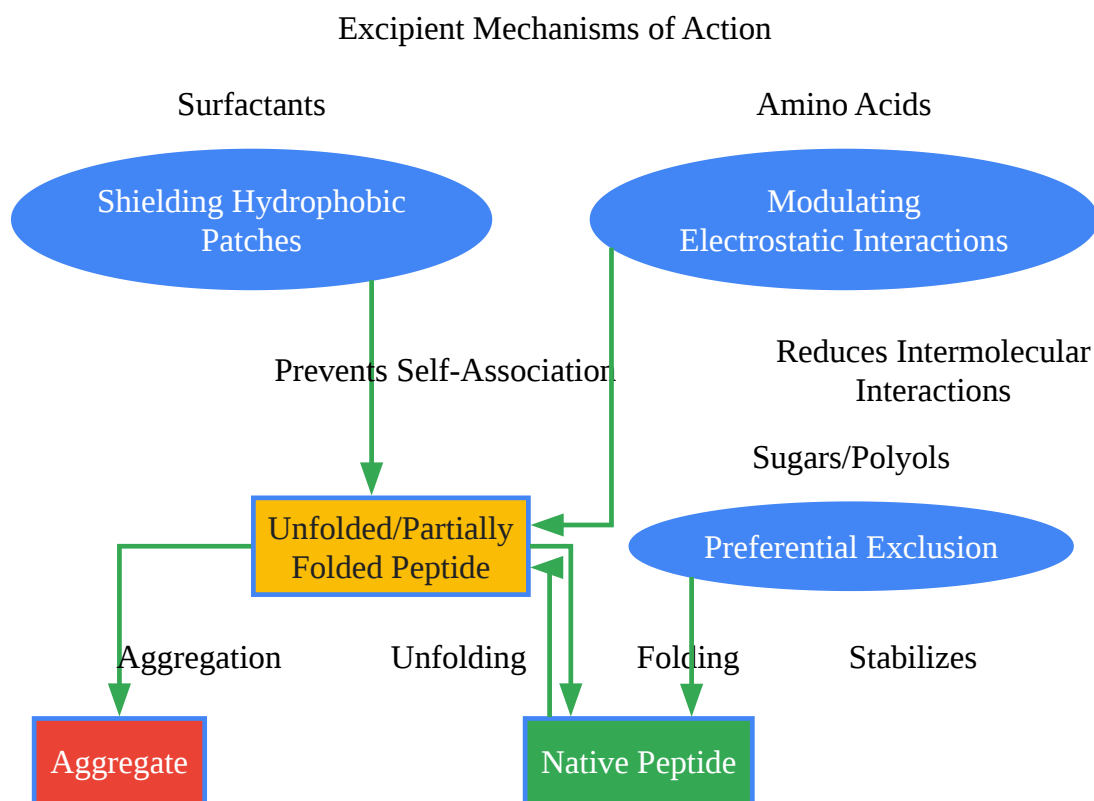 Excipient Mechanisms of Action
Surfactants
Amino Acids
Shielding Hydrophobic
Patches
Modulating
Electrostatic Interactions
Prevents Self-Association
Reduces Intermolecular
Interactions
Sugars/Polyols
Unfolded/Partially
Folded Peptide
Preferential Exclusion
Aggregation
Unfolding
Folding
Stabilizes
Aggregate
Native Peptide